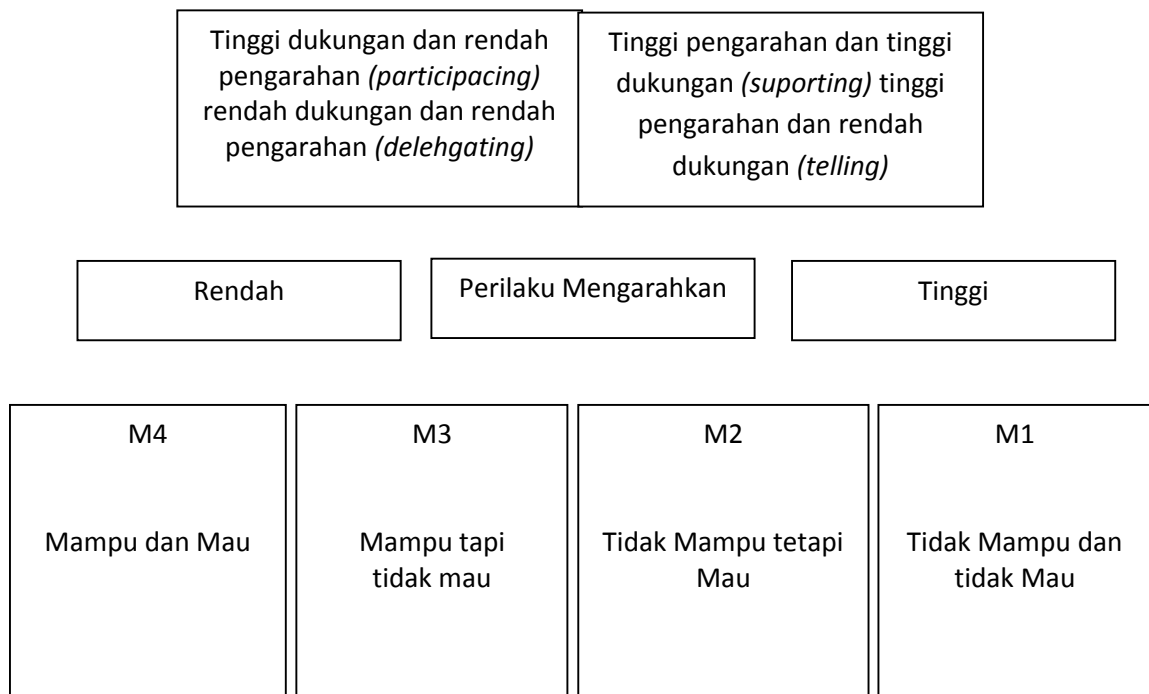 Tinggi dukungan dan rendah
pengarahan (participacing)
rendah dukungan dan rendah
pengarahan (delehgating)
Tinggi pengarahan dan tinggi
dukungan (suporting) tinggi
pengarahan dan rendah
dukungan (telling)
Rendah
Perilaku Mengarahkan
Tinggi
M4
Mampu dan Mau
M3
Mampu tapi
tidak mau
M2
Tidak Mampu tetapi
Mau
M1
Tidak Mampu dan
tidak Mau